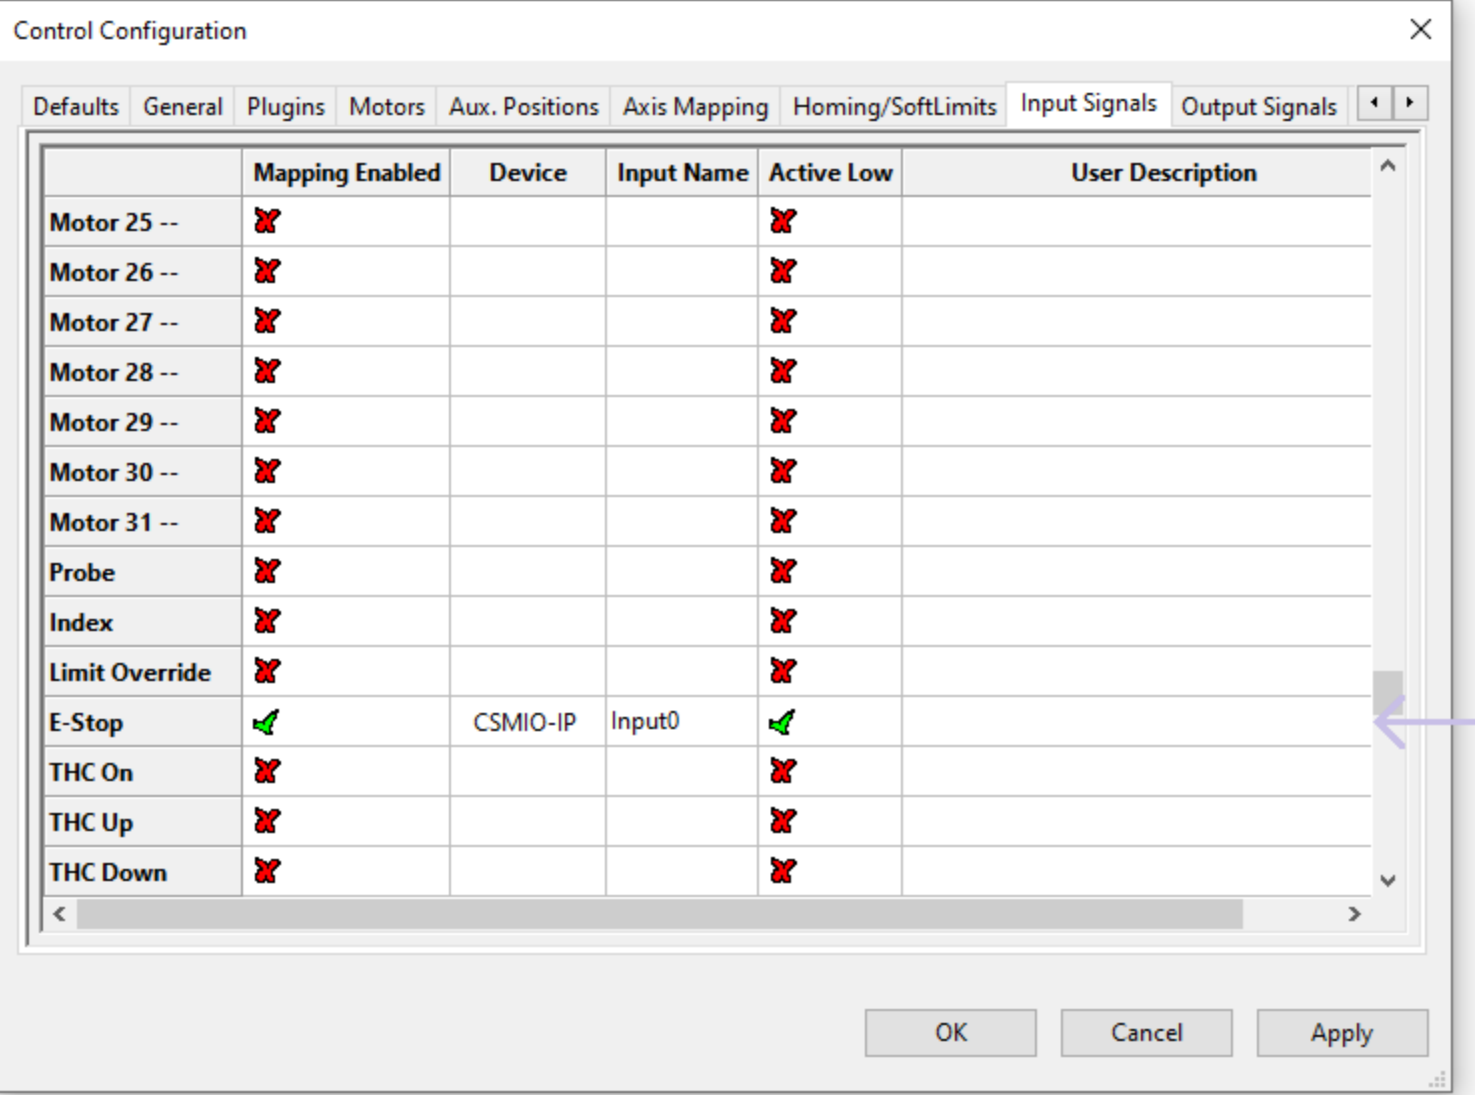 Control Configuration
Defaults General Plugins Motors Aux. Positions Axis Mapping Homing/SoftLimits Input Signals Output Signals
Mapping Enabled Device Input Name Active Low User Description
Motor 25 --
Motor 26 --
Motor 27 --
Motor 28 --
Motor 29 --
Motor 30 --
Motor 31 --
Probe
Index
Limit Override
E-Stop CSMIO-IP Input0
THC On
THC Up
THC Down
OK Cancel Apply